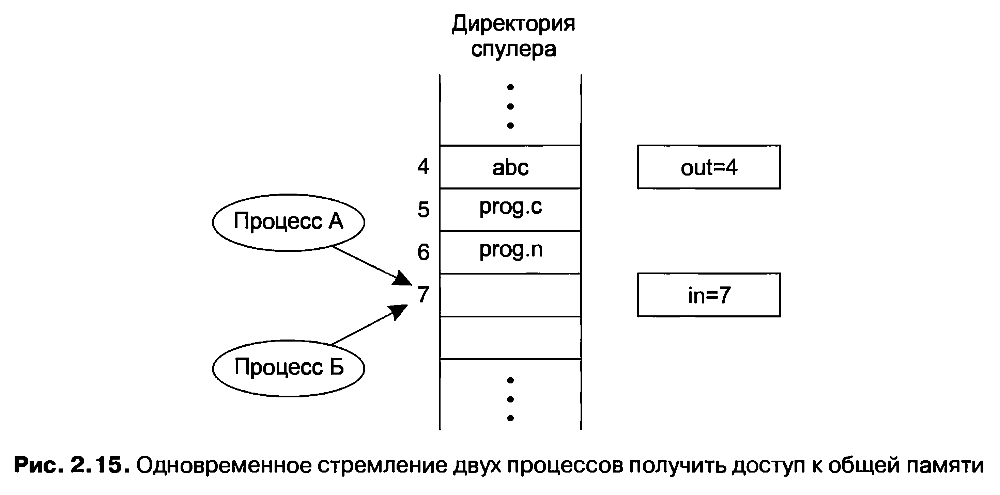 Директория
спулера
4 abc out=4
5 prog.c
Процесс А
6 prog.n
7 in=7
Процесс Б
Рис. 2.15. Одновременное стремление двух процессов получить доступ к общей памяти